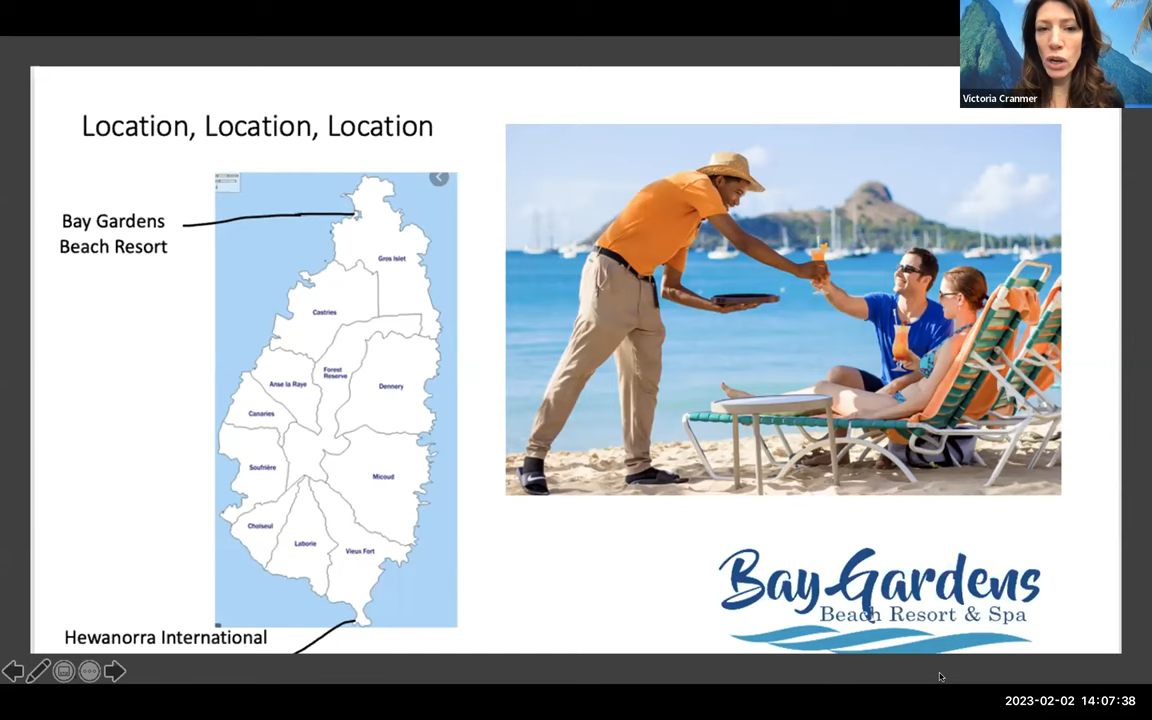 Victoria Cranmer
Location, Location, Location
Bay Gardens
Beach Resort
Gros Islet
Castries
Forest
Reserve
Anse la Raye
Dennery
Canaries
Soufrière
Micoud
Choiseul
Laborie
Vieux Fort
Hewanorra International
Bay Gardens
Beach Resort & Spa
2023-02-02 14:07:38